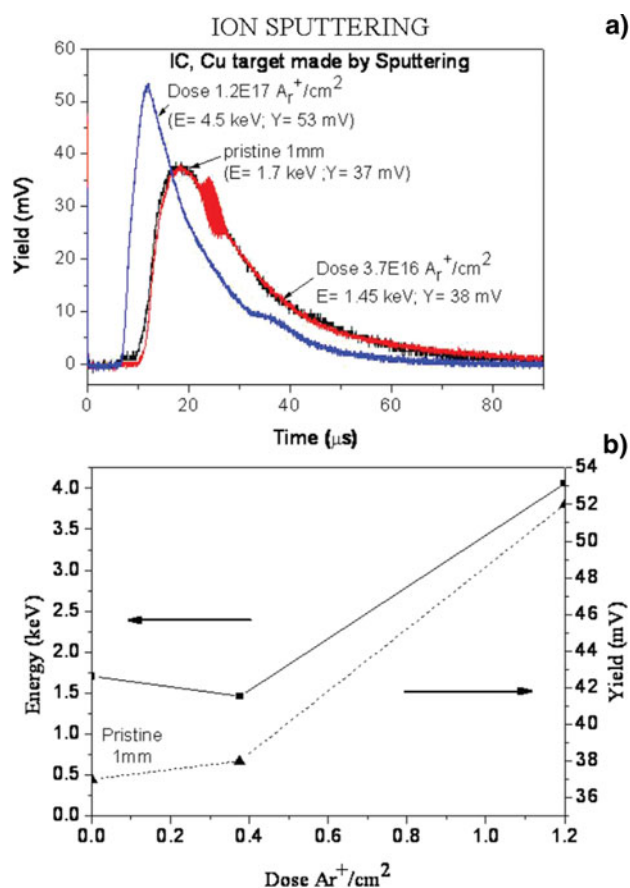 ION SPUTTERING
a)
IC, Cu target made by Sputtering
Dose 1.2E17 Ar⁺/cm²
(E= 4.5 keV; Y= 53 mV)
pristine 1mm
(E= 1.7 keV ;Y= 37 mV)
Dose 3.7E16 Ar⁺/cm²
E= 1.45 keV; Y= 38 mV
Yield (mV)
60
50
40
30
20
10
0
0 20 40 60 80
Time (μs)
b)
Energy (keV)
4.0
3.5
3.0
2.5
2.0
1.5
1.0
0.5
0.0
Pristine
1mm
54
52
50
48
46
44
42
40
38
36
Yield (mV)
0.0 0.2 0.4 0.6 0.8 1.0 1.2
Dose Ar⁺/cm²